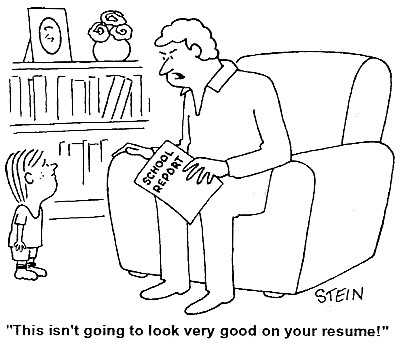 SCHOOL
REPORT
STEIN
"This isn't going to look very good on your resume!"